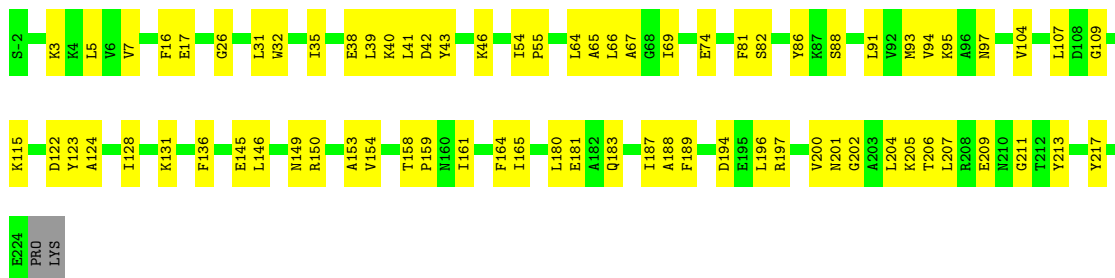 S-2 K3 K4 L5 V6 V7 F16 E17 G26 L31 W32 I35 E38 L39 K40 L41 D42 Y43 K46 I54 P55 L64 A65 L66 A67 G68 I69 E74 F81 S82 Y86 K87 S88 L91 V92 M93 V94 K95 A96 N97 V104 L107 D108 G109
K115 D122 Y123 A124 I128 K131 F136 E145 L146 N149 R150 A153 V154 T158 P159 N160 I161 F164 I165 L180 E181 A182 Q183 I187 A188 F189 D194 E195 L196 R197 V200 N201 G202 A203 L204 K205 T206 L207 R208 E209 N210 G211 T212 Y213 Y217
E224 PRO LYS